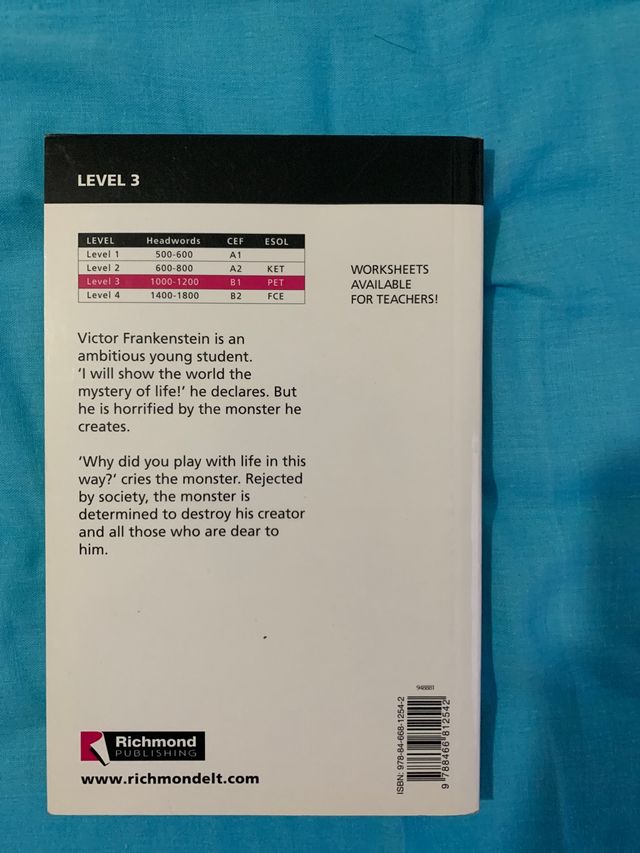 LEVEL 3
LEVEL Headwords CEF ESOL
Level 1 500-600 A1
Level 2 600-800 A2 KET
Level 3 1000-1200 B1 PET
Level 4 1400-1800 B2 FCE
WORKSHEETS
AVAILABLE
FOR TEACHERS!
Victor Frankenstein is an
ambitious young student.
‘I will show the world the
mystery of life!’ he declares. But
he is horrified by the monster he
creates.
‘Why did you play with life in this
way?’ cries the monster. Rejected
by society, the monster is
determined to destroy his creator
and all those who are dear to
him.
948881
ISBN: 978-84-668-1254-2
9 788466 812542
Richmond
PUBLISHING
www.richmondelt.com